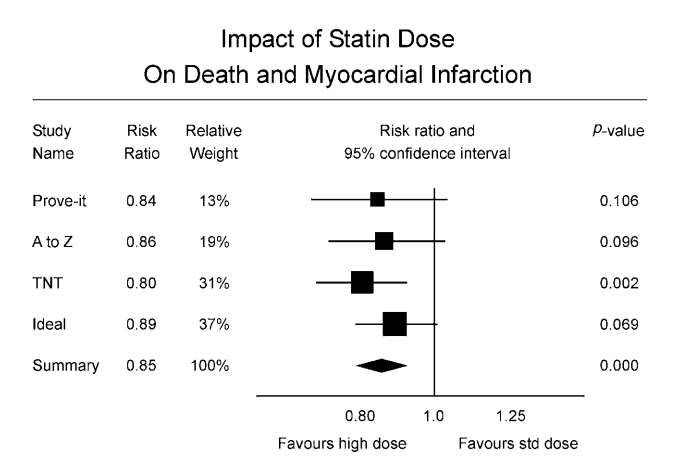 Impact of Statin Dose
On Death and Myocardial Infarction
Study Risk Relative Risk ratio and p-value
Name Ratio Weight 95% confidence interval
Prove-it 0.84 13% 0.106
A to Z 0.86 19% 0.096
TNT 0.80 31% 0.002
Ideal 0.89 37% 0.069
Summary 0.85 100% 0.000
0.80 1.0 1.25
Favours high dose Favours std dose